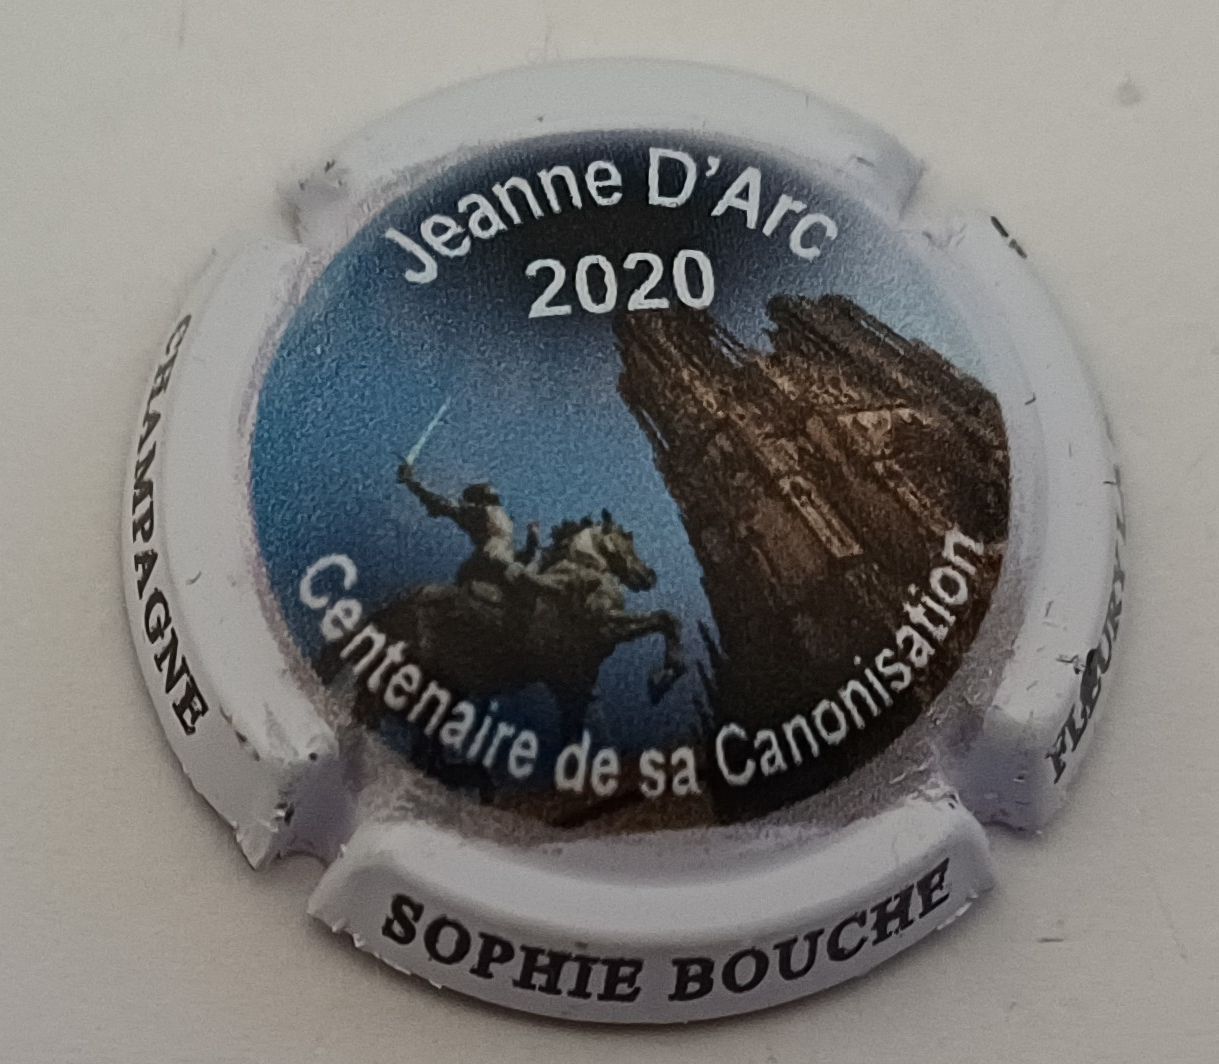 Jeanne D'Arc
2020
Centenaire de sa Canonisation
CHAMPAGNE
SOPHIE BOUCHE